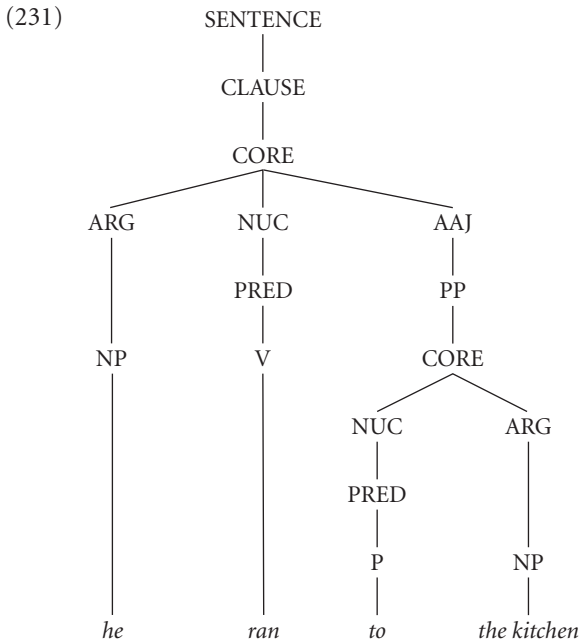 (231) SENTENCE
CLAUSE
CORE
ARG NUC AAJ
PRED PP
NP V CORE
NUC ARG
PRED
P NP
he ran to the kitchen